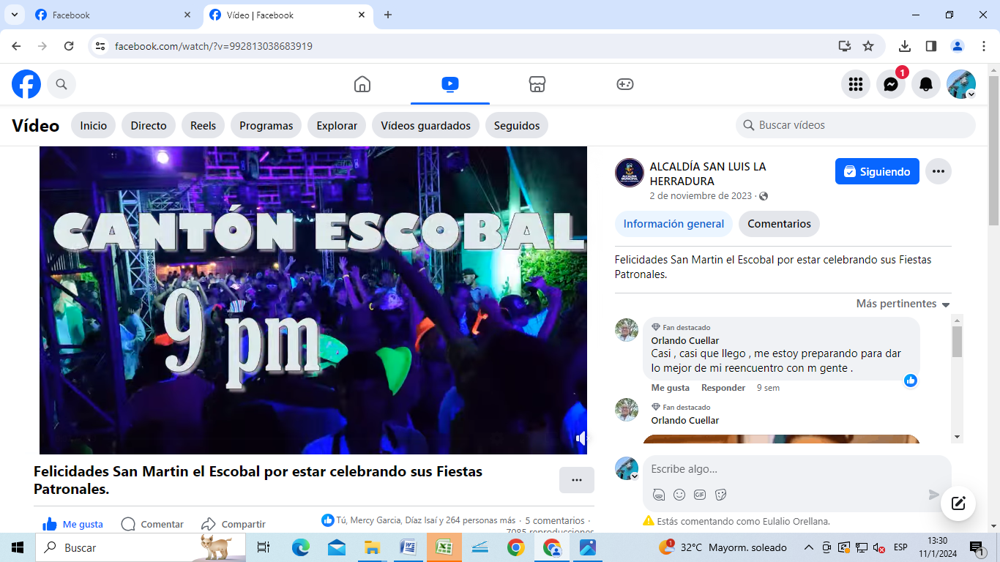 Facebook
Vídeo | Facebook
facebook.com/watch/?v=992813038683919
1
Vídeo
Inicio
Directo
Reels
Programas
Explorar
Vídeos guardados
Seguidos
Buscar vídeos
CANTÓN ESCOBAL
9 pm
Felicidades San Martin el Escobal por estar celebrando sus Fiestas
Patronales.
Me gusta
Comentar
Compartir
Tú, Mercy Garcia, Díaz Isaí y 264 personas más · 5 comentarios ·
7085 reproducciones
ALCALDÍA SAN LUIS LA
HERRADURA
2 de noviembre de 2023 ·
Siguiendo
Información general
Comentarios
Felicidades San Martin el Escobal por estar celebrando sus Fiestas
Patronales.
Más pertinentes
Fan destacado
Orlando Cuellar
Casi , casi que llego , me estoy preparando para dar
lo mejor de mi reencuentro con m gente .
Me gusta Responder 9 sem
Fan destacado
Orlando Cuellar
Escribe algo...
GIF
Estás comentando como Eulalio Orellana.
Buscar
1
32°C Mayorm. soleado
ESP
13:30
11/1/2024
1